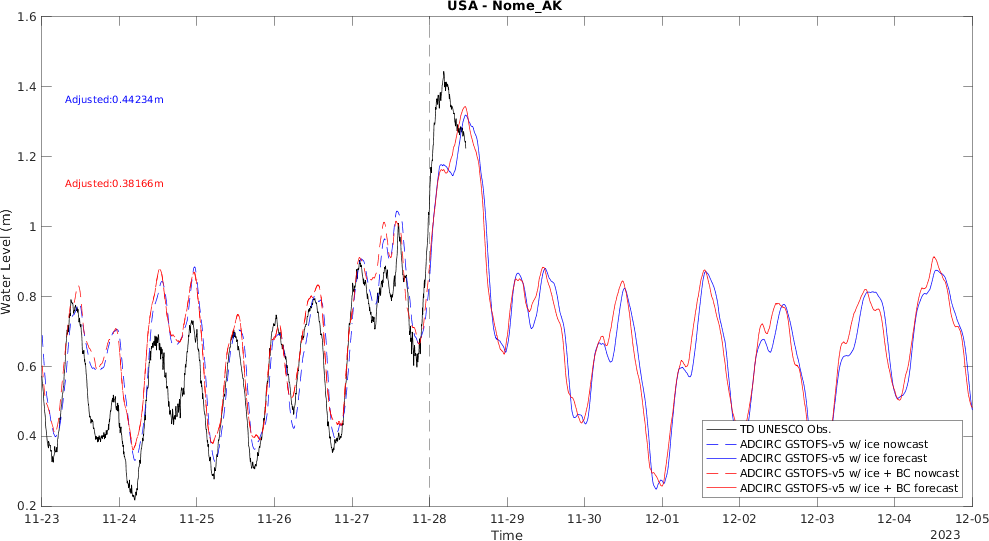 USA - Nome_AK
1.6
1.4
1.2
1
0.8
0.6
0.4
0.2
Water Level (m)
Adjusted:0.44234m
Adjusted:0.38166m
TD UNESCO Obs.
ADCIRC GSTOFS-v5 w/ ice nowcast
ADCIRC GSTOFS-v5 w/ ice forecast
ADCIRC GSTOFS-v5 w/ ice + BC nowcast
ADCIRC GSTOFS-v5 w/ ice + BC forecast
11-23 11-24 11-25 11-26 11-27 11-28 11-29 11-30 12-01 12-02 12-03 12-04 12-05
Time
2023